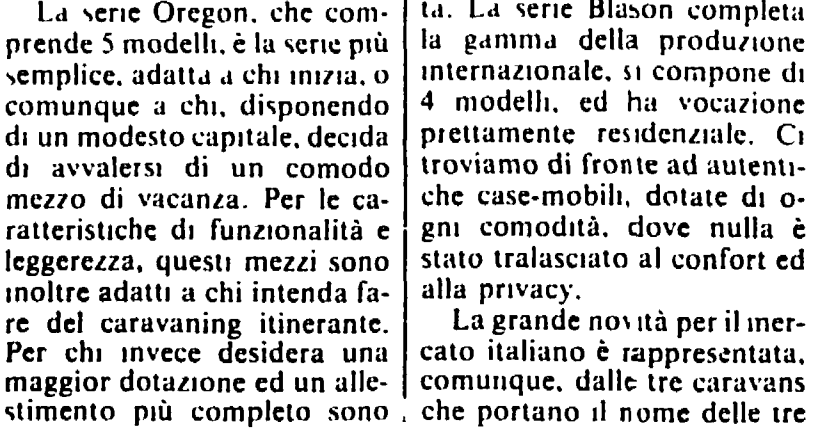 La serie Oregon, che com-
prende 5 modelli, è la serie più
semplice, adatta a chi inizia, o
comunque a chi, disponendo
di un modesto capitale, decida
di avvalersi di un comodo
mezzo di vacanza. Per le ca-
ratteristiche di funzionalità e
leggerezza, questi mezzi sono
inoltre adatti a chi intenda fa-
re del caravaning itinerante.
Per chi invece desidera una
maggior dotazione ed un alle-
stimento più completo sono
ta. La serie Blason completa
la gamma della produzione
internazionale, si compone di
4 modelli, ed ha vocazione
prettamente residenziale. Ci
troviamo di fronte ad autenti-
che case-mobili, dotate di o-
gni comodità, dove nulla è
stato tralasciato al confort ed
alla privacy.
La grande novità per il mer-
cato italiano è rappresentata,
comunque, dalle tre caravans
che portano il nome delle tre